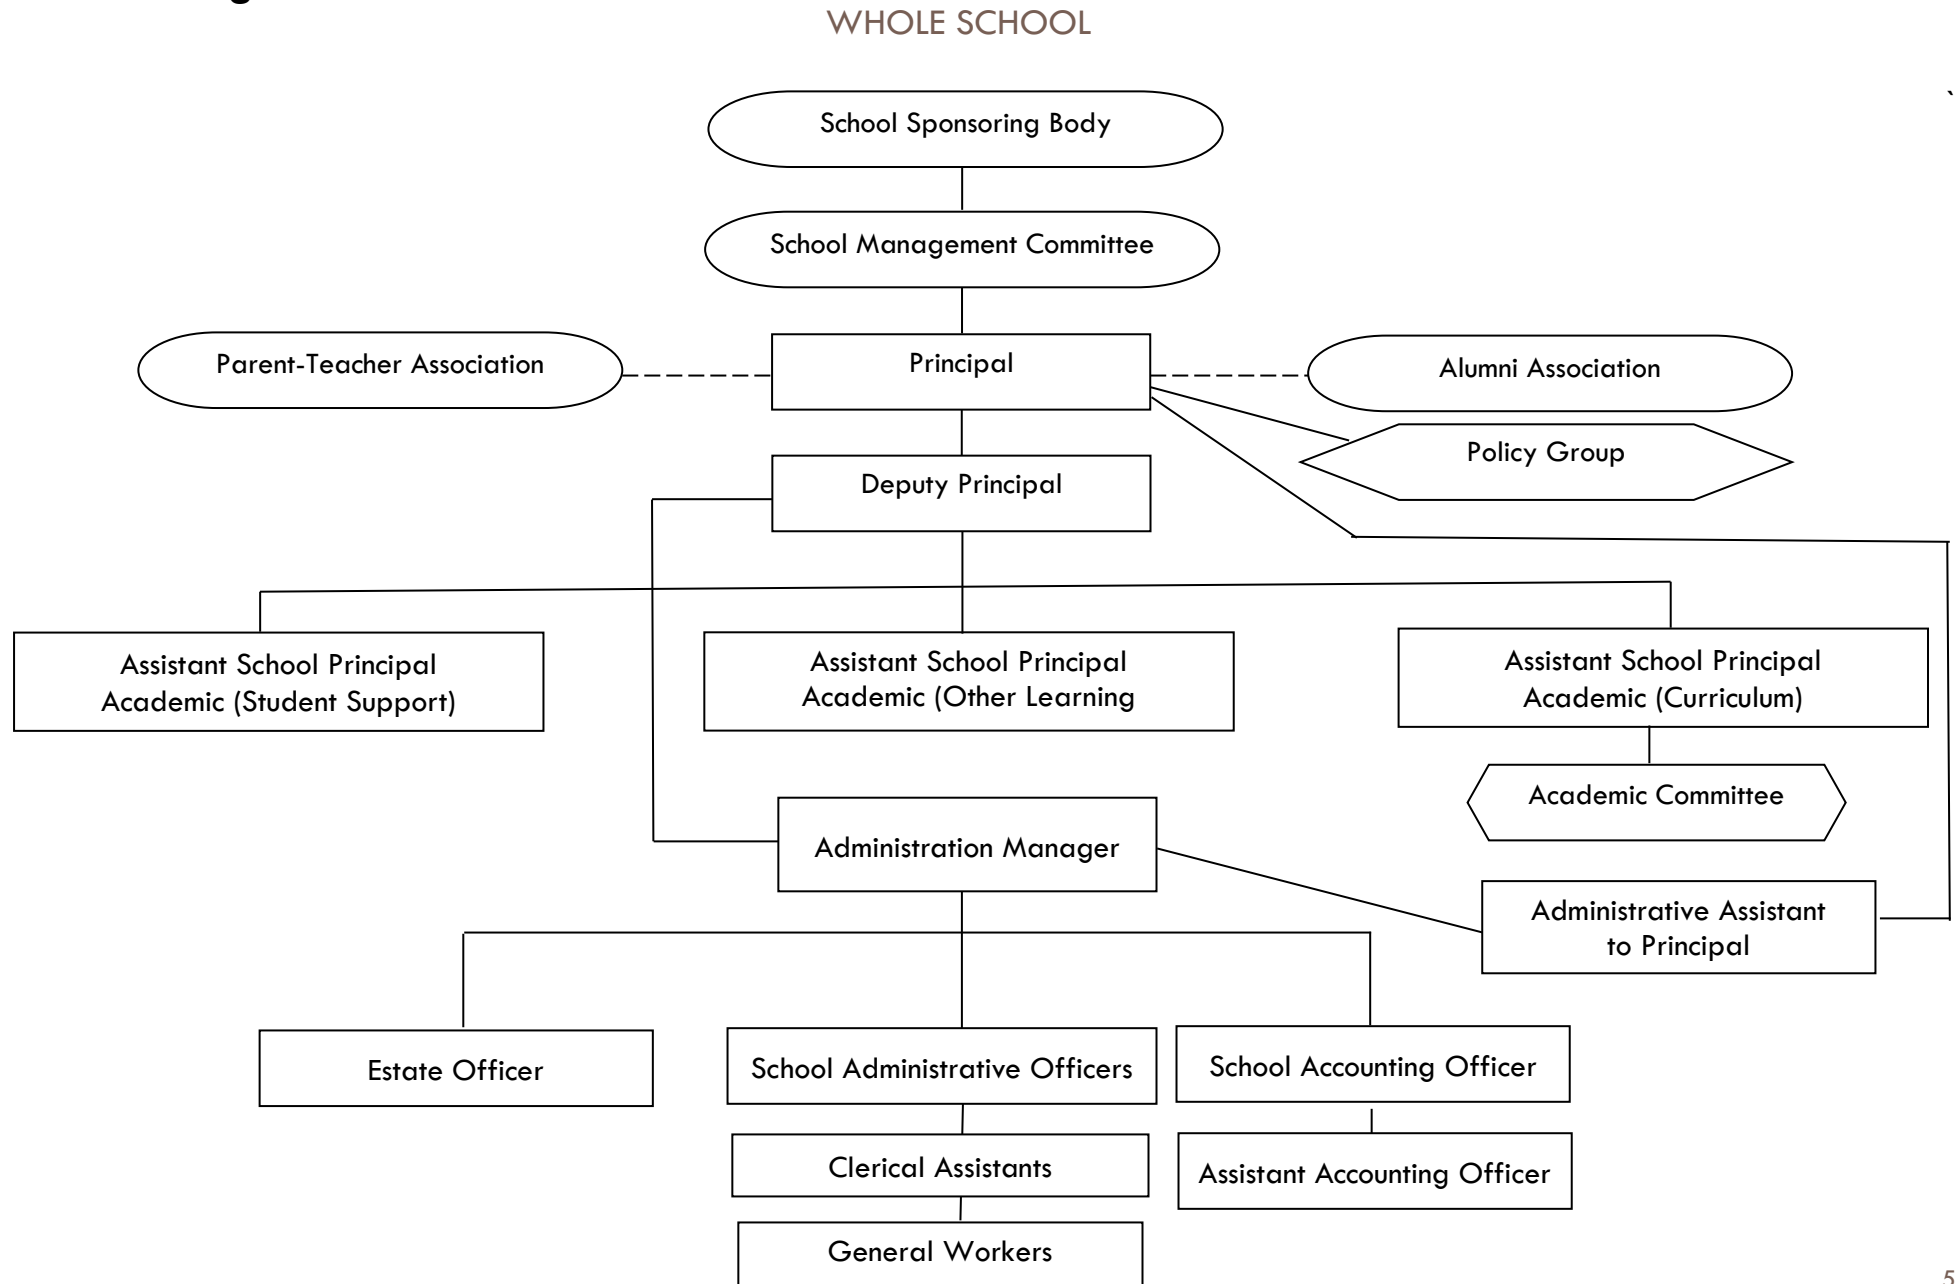 WHOLE SCHOOL
School Sponsoring Body
School Management Committee
Parent-Teacher Association
Principal
Alumni Association
Policy Group
Deputy Principal
Assistant School Principal
Academic (Student Support)
Assistant School Principal
Academic (Other Learning
Assistant School Principal
Academic (Curriculum)
Academic Committee
Administration Manager
Administrative Assistant
to Principal
Estate Officer
School Administrative Officers
School Accounting Officer
Clerical Assistants
Assistant Accounting Officer
General Workers
5